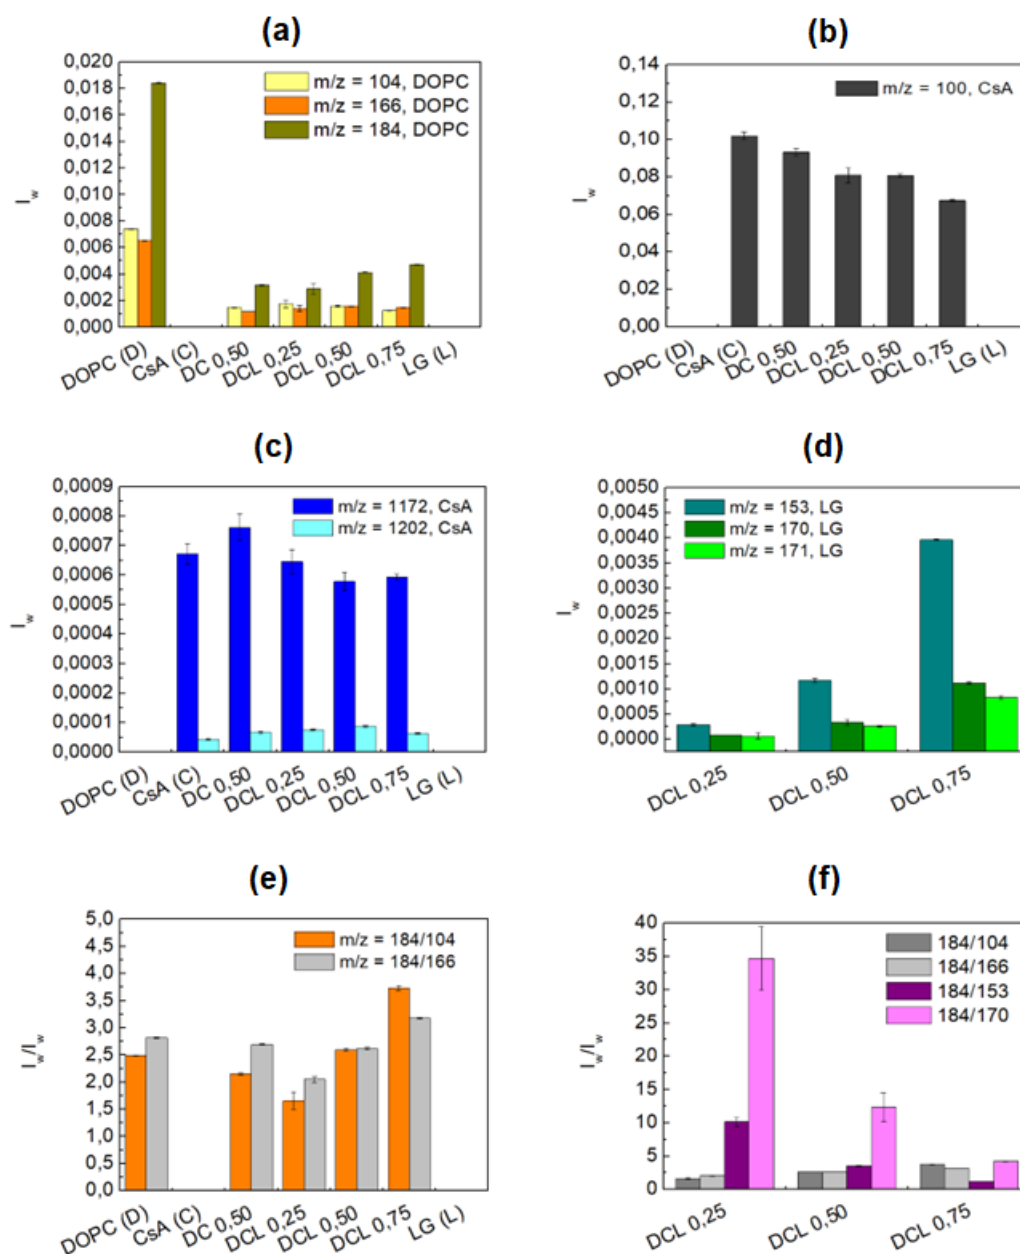 (a)
0,020
0,018
0,016
0,014
0,012
0,010
0,008
0,006
0,004
0,002
0,000
Iw
m/z = 104, DOPC
m/z = 166, DOPC
m/z = 184, DOPC
DOPC (D)
CsA (C)
DC 0,50
DCL 0,25
DCL 0,50
DCL 0,75
LG (L)
(b)
0,14
0,12
0,10
0,08
0,06
0,04
0,02
0,00
Iw
m/z = 100, CsA
DOPC (D)
CsA (C)
DC 0,50
DCL 0,25
DCL 0,50
DCL 0,75
LG (L)
(c)
0,0009
0,0008
0,0007
0,0006
0,0005
0,0004
0,0003
0,0002
0,0001
0,0000
Iw
m/z = 1172, CsA
m/z = 1202, CsA
DOPC (D)
CsA (C)
DC 0,50
DCL 0,25
DCL 0,50
DCL 0,75
LG (L)
(d)
0,0050
0,0045
0,0040
0,0035
0,0030
0,0025
0,0020
0,0015
0,0010
0,0005
0,0000
Iw
m/z = 153, LG
m/z = 170, LG
m/z = 171, LG
DCL 0,25
DCL 0,50
DCL 0,75
(e)
5,0
4,5
4,0
3,5
3,0
2,5
2,0
1,5
1,0
0,5
0,0
Iw/Iw
m/z = 184/104
m/z = 184/166
DOPC (D)
CsA (C)
DC 0,50
DCL 0,25
DCL 0,50
DCL 0,75
LG (L)
(f)
40
35
30
25
20
15
10
5
0
Iw/Iw
184/104
184/166
184/153
184/170
DCL 0,25
DCL 0,50
DCL 0,75